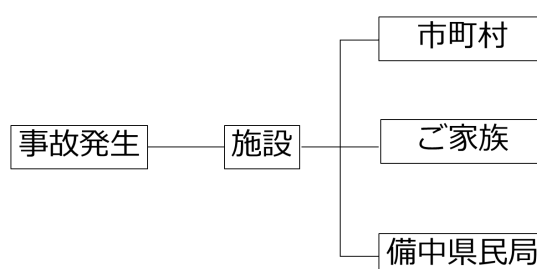 事故発生
施設
市町村
ご家族
備中県民局